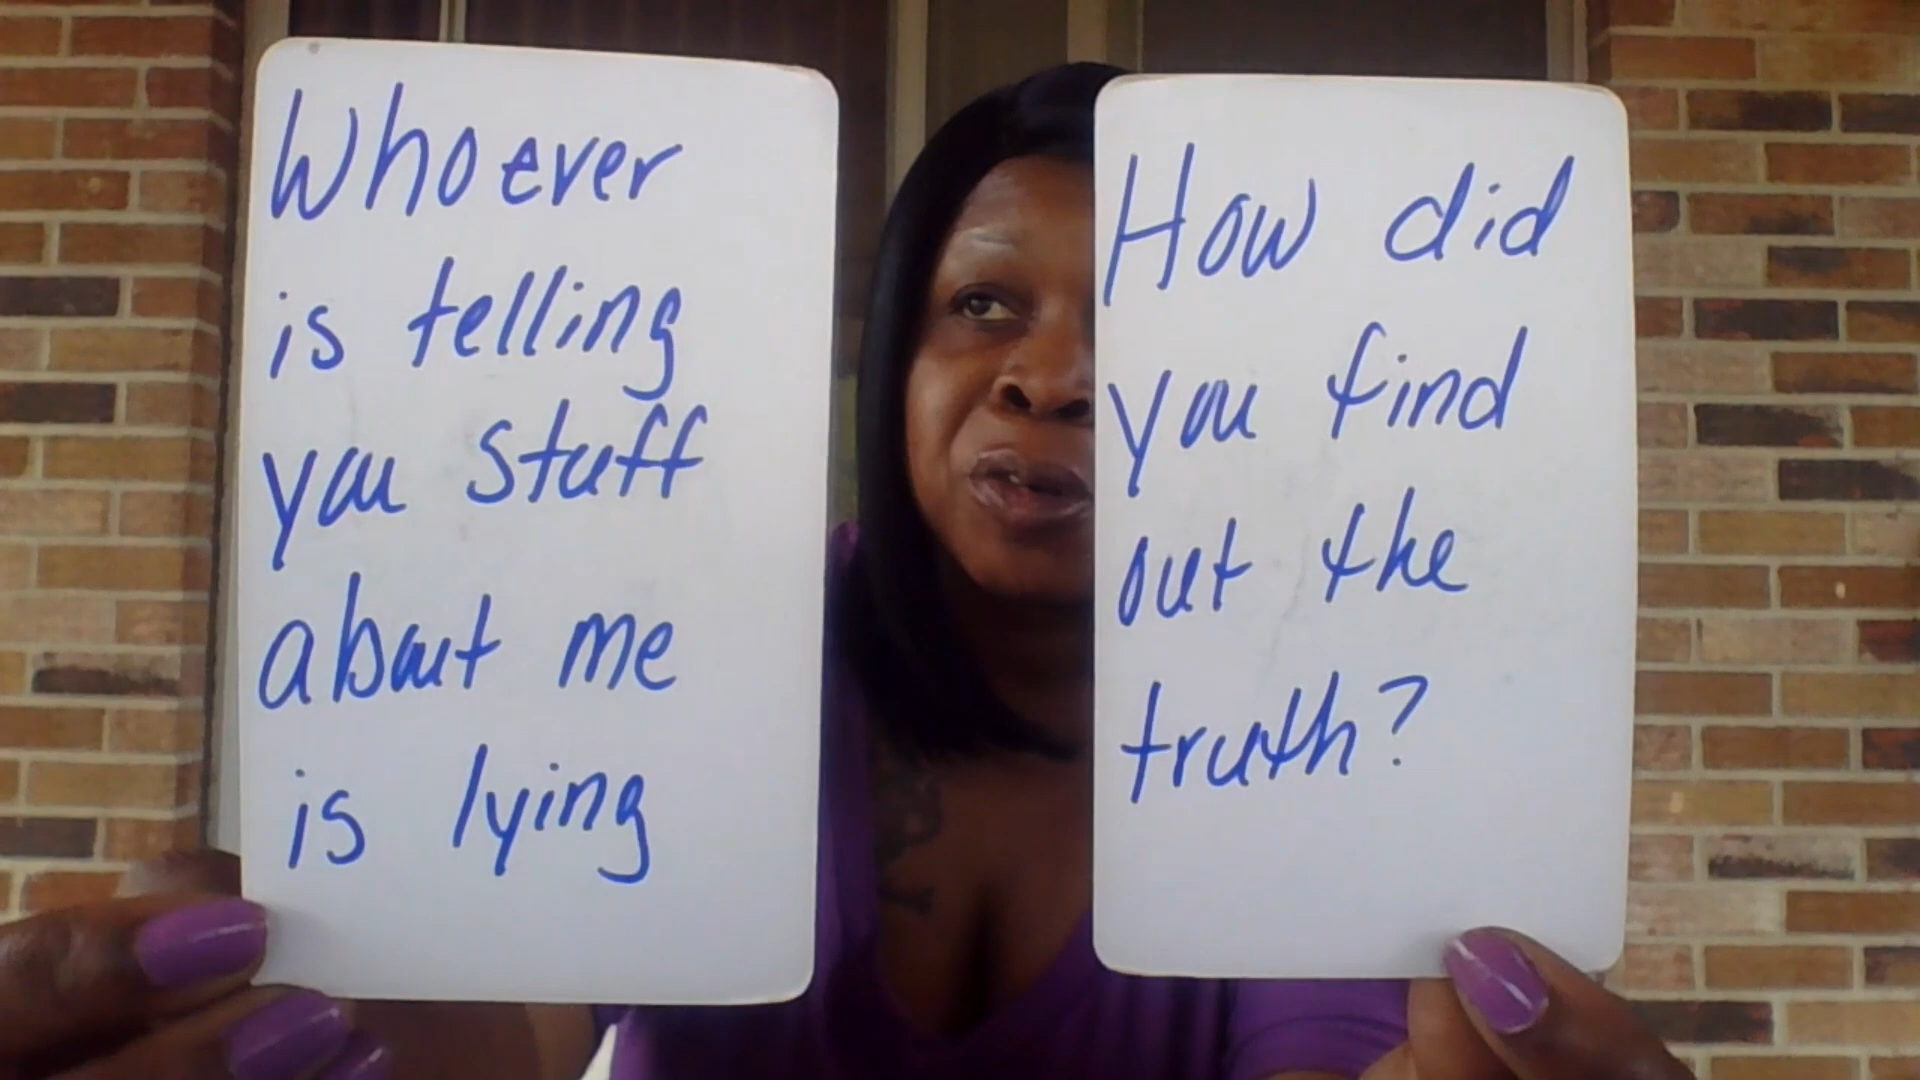 Whoever
is telling
you stuff
about me
is lying
How did
you find
out the
truth?